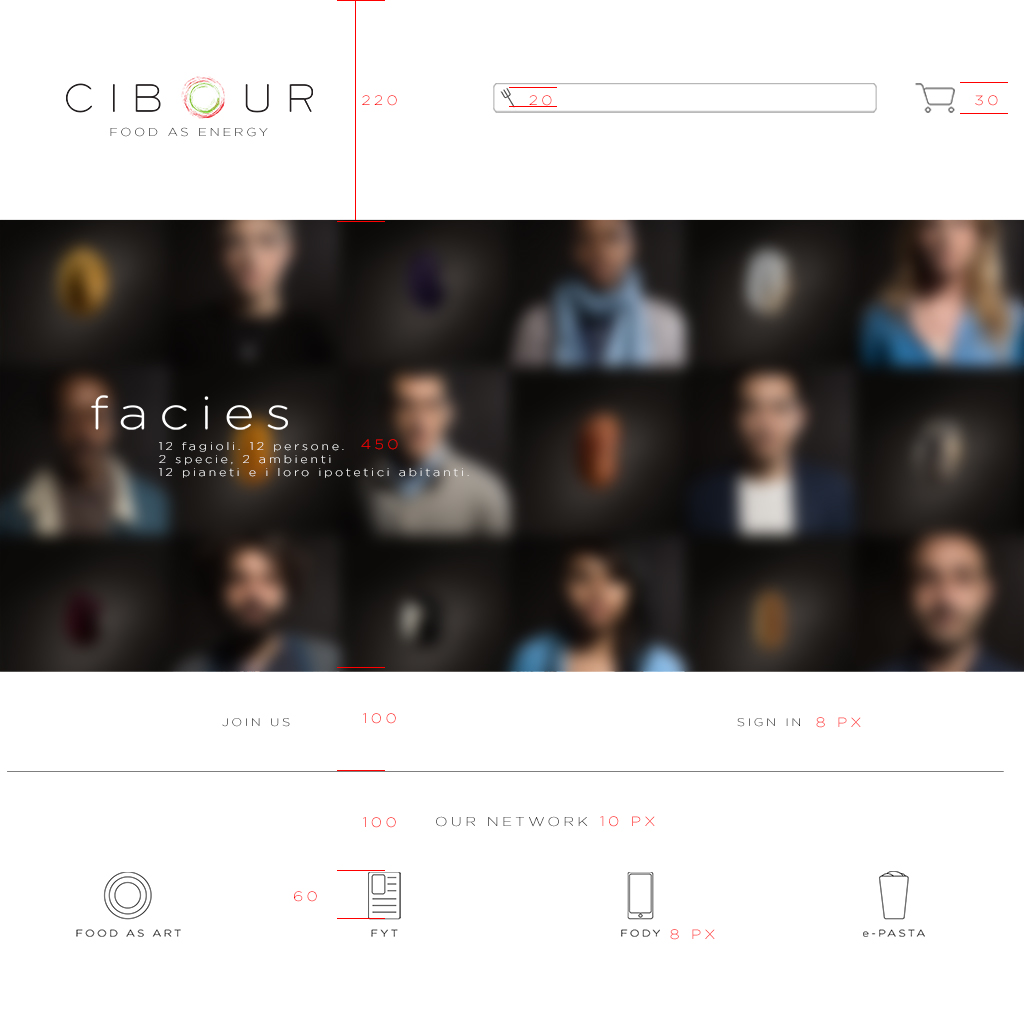 CIBOUR
FOOD AS ENERGY
220
20
30
facies
12 fagioli. 12 persone.
2 specie, 2 ambienti
12 pianeti e i loro ipotetici abitanti.
450
JOIN US
100
SIGN IN 8 PX
100
OUR NETWORK 10 PX
60
FOOD AS ART
FYT
FODY 8 PX
e-PASTA